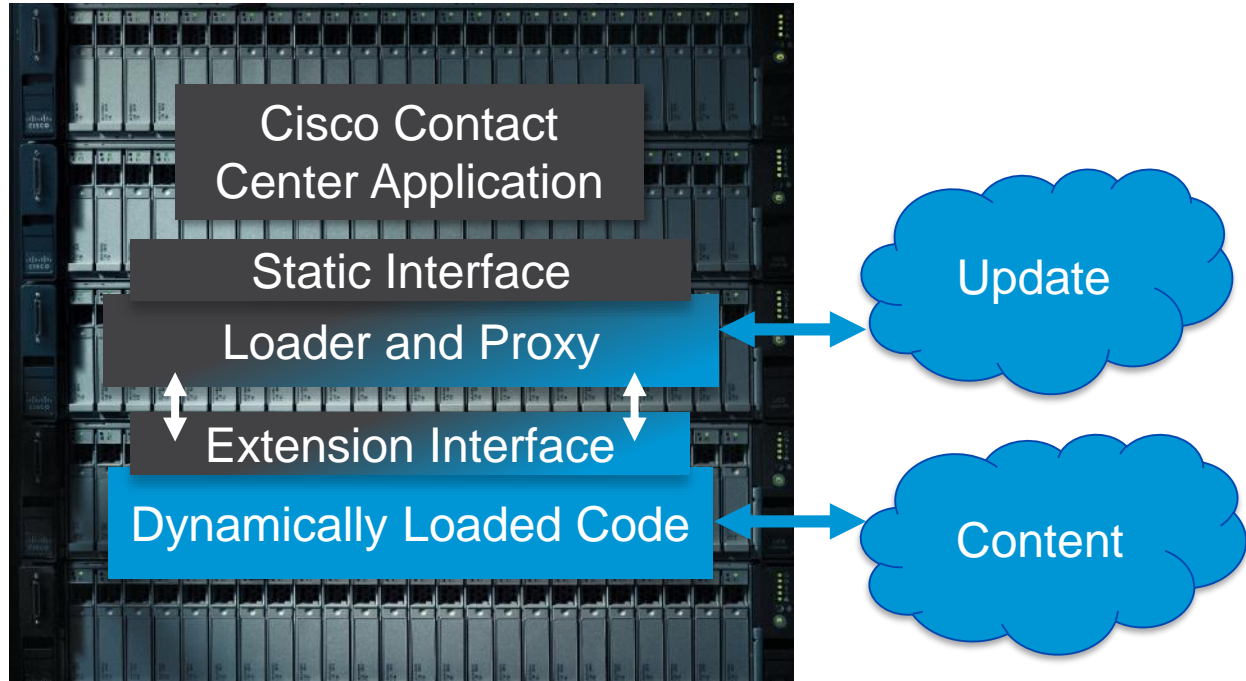 Cisco Contact
Center Application
Static Interface
Loader and Proxy
Update
Extension Interface
Dynamically Loaded Code
Content